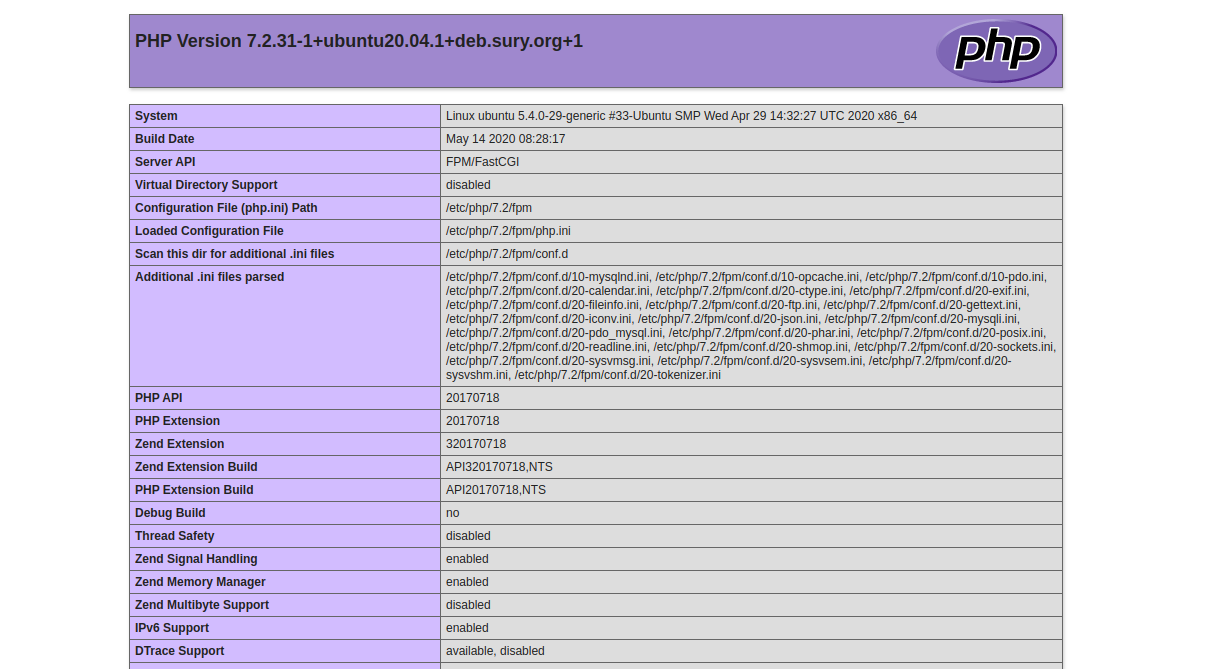 PHP Version 7.2.31-1+ubuntu20.04.1+deb.sury.org+1
php
System Linux ubuntu 5.4.0-29-generic #33-Ubuntu SMP Wed Apr 29 14:32:27 UTC 2020 x86_64
Build Date May 14 2020 08:28:17
Server API FPM/FastCGI
Virtual Directory Support disabled
Configuration File (php.ini) Path /etc/php/7.2/fpm
Loaded Configuration File /etc/php/7.2/fpm/php.ini
Scan this dir for additional .ini files /etc/php/7.2/fpm/conf.d
Additional .ini files parsed /etc/php/7.2/fpm/conf.d/10-mysqlnd.ini, /etc/php/7.2/fpm/conf.d/10-opcache.ini, /etc/php/7.2/fpm/conf.d/10-pdo.ini,
/etc/php/7.2/fpm/conf.d/20-calendar.ini, /etc/php/7.2/fpm/conf.d/20-ctype.ini, /etc/php/7.2/fpm/conf.d/20-exif.ini,
/etc/php/7.2/fpm/conf.d/20-fileinfo.ini, /etc/php/7.2/fpm/conf.d/20-ftp.ini, /etc/php/7.2/fpm/conf.d/20-gettext.ini,
/etc/php/7.2/fpm/conf.d/20-iconv.ini, /etc/php/7.2/fpm/conf.d/20-json.ini, /etc/php/7.2/fpm/conf.d/20-mysqli.ini,
/etc/php/7.2/fpm/conf.d/20-pdo_mysql.ini, /etc/php/7.2/fpm/conf.d/20-phar.ini, /etc/php/7.2/fpm/conf.d/20-posix.ini,
/etc/php/7.2/fpm/conf.d/20-readline.ini, /etc/php/7.2/fpm/conf.d/20-shmop.ini, /etc/php/7.2/fpm/conf.d/20-sockets.ini,
/etc/php/7.2/fpm/conf.d/20-sysvmsg.ini, /etc/php/7.2/fpm/conf.d/20-sysvsem.ini, /etc/php/7.2/fpm/conf.d/20-
sysvshm.ini, /etc/php/7.2/fpm/conf.d/20-tokenizer.ini
PHP API 20170718
PHP Extension 20170718
Zend Extension 320170718
Zend Extension Build API320170718,NTS
PHP Extension Build API20170718,NTS
Debug Build no
Thread Safety disabled
Zend Signal Handling enabled
Zend Memory Manager enabled
Zend Multibyte Support disabled
IPv6 Support enabled
DTrace Support available, disabled